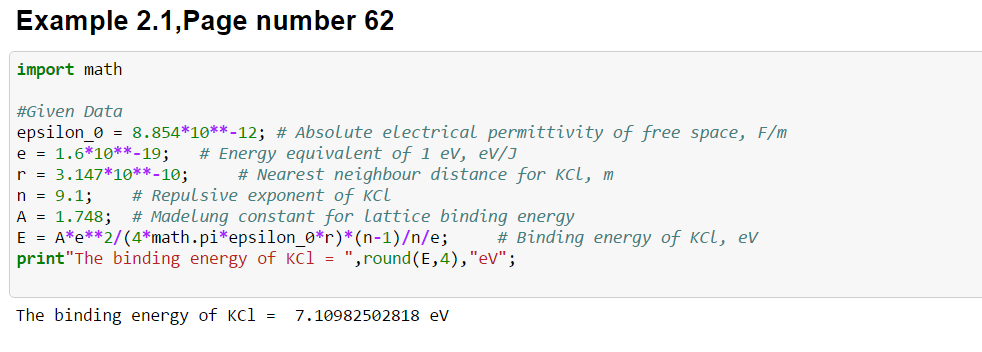 Example 2.1,Page number 62
import math
#Given Data
epsilon_0 = 8.854*10**-12; # Absolute electrical permittivity of free space, F/m
e = 1.6*10**-19; # Energy equivalent of 1 eV, eV/J
r = 3.147*10**-10; # Nearest neighbour distance for KCl, m
n = 9.1; # Repulsive exponent of KCl
A = 1.748; # Madelung constant for lattice binding energy
E = A*e**2/(4*math.pi*epsilon_0*r)*(n-1)/n/e; # Binding energy of KCl, eV
print"The binding energy of KCl = ",round(E,4),"eV";
The binding energy of KCl =  7.10982502818 eV